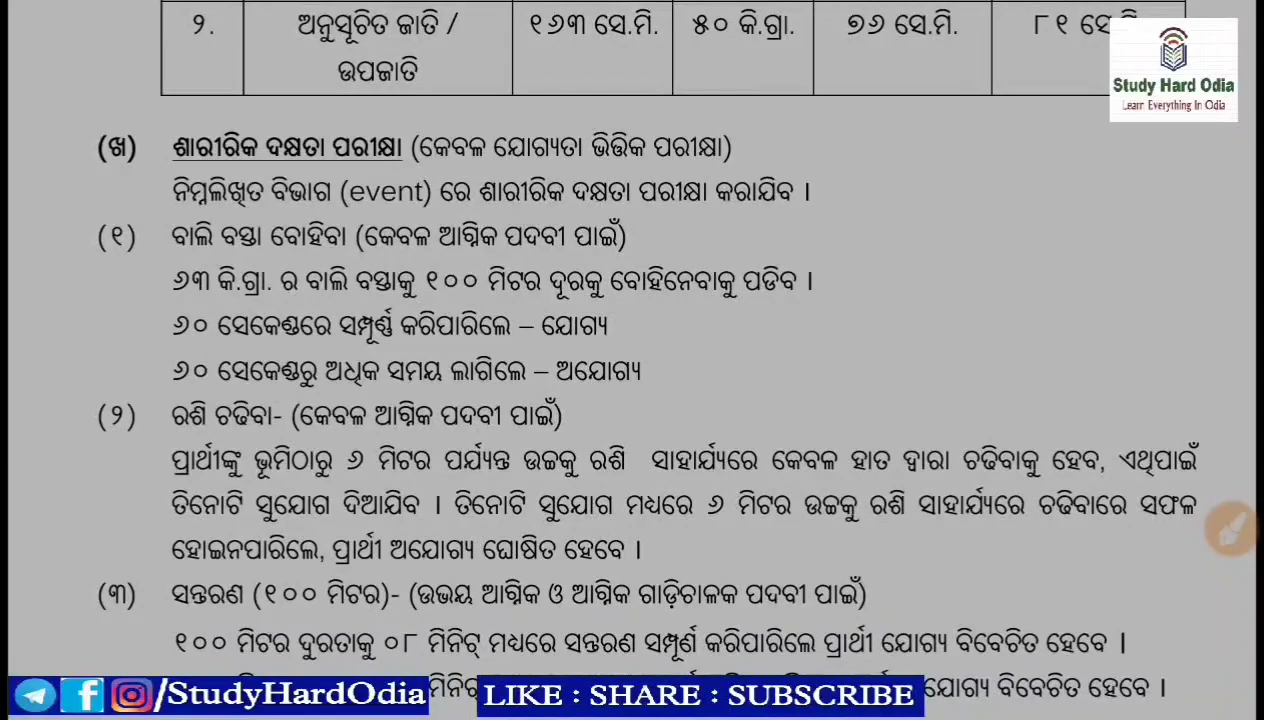 ୨. ଅନୁସୂଚିତ ଜାତି / ୧୬୩ ସେ.ମି. ୫୦ କି.ଗ୍ରା. ୭୬ ସେ.ମି. ୮୧ ସେ
ଉପଜାତି
Study Hard Odia
Learn Everything In Odia
(ଖ) ଶାରୀରିକ ଦକ୍ଷତା ପରୀକ୍ଷା (କେବଳ ଯୋଗ୍ୟତା ଭିତ୍ତିକ ପରୀକ୍ଷା)
ନିମ୍ନଲିଖିତ ବିଭାଗ (event) ରେ ଶାରୀରିକ ଦକ୍ଷତା ପରୀକ୍ଷା କରାଯିବ ।
(୧) ବାଲି ବସ୍ତା ବୋହିବା (କେବଳ ଆଗ୍ନିକ ପଦବୀ ପାଇଁ)
୬୩ କି.ଗ୍ରା. ର ବାଲି ବସ୍ତାକୁ ୧୦୦ ମିଟର ଦୂରକୁ ବୋହିନେବାକୁ ପଡିବ ।
୬୦ ସେକେଣ୍ଡରେ ସମ୍ପୂର୍ଣ୍ଣ କରିପାରିଲେ – ଯୋଗ୍ୟ
୬୦ ସେକେଣ୍ଡରୁ ଅଧିକ ସମୟ ଲାଗିଲେ – ଅଯୋଗ୍ୟ
(୨) ରଶି ଚଢିବା- (କେବଳ ଆଗ୍ନିକ ପଦବୀ ପାଇଁ)
ପ୍ରାର୍ଥୀଙ୍କୁ ଭୂମିଠାରୁ ୬ ମିଟର ପର୍ଯ୍ୟନ୍ତ ଉଚ୍ଚକୁ ରଶି ସାହାର୍ଯ୍ୟରେ କେବଳ ହାତ ଦ୍ୱାରା ଚଢିବାକୁ ହେବ, ଏଥିପାଇଁ
ତିନୋଟି ସୁଯୋଗ ଦିଆଯିବ । ତିନୋଟି ସୁଯୋଗ ମଧ୍ୟରେ ୬ ମିଟର ଉଚ୍ଚକୁ ରଶି ସାହାର୍ଯ୍ୟରେ ଚଢିବାରେ ସଫଳ
ହୋଇନପାରିଲେ, ପ୍ରାର୍ଥୀ ଅଯୋଗ୍ୟ ଘୋଷିତ ହେବେ ।
(୩) ସନ୍ତରଣ (୧୦୦ ମିଟର)- (ଉଭୟ ଆଗ୍ନିକ ଓ ଆଗ୍ନିକ ଗାଡ଼ିଚାଳକ ପଦବୀ ପାଇଁ)
୧୦୦ ମିଟର ଦୁରତାକୁ ୦୮ ମିନିଟ୍ ମଧ୍ୟରେ ସନ୍ତରଣ ସମ୍ପୂର୍ଣ କରିପାରିଲେ ପ୍ରାର୍ଥୀ ଯୋଗ୍ୟ ବିବେଚିତ ହେବେ ।
ମିନିଟ୍ ଯୋଗ୍ୟ ବିବେଚିତ ହେବେ ।
/StudyHardOdia LIKE : SHARE : SUBSCRIBE